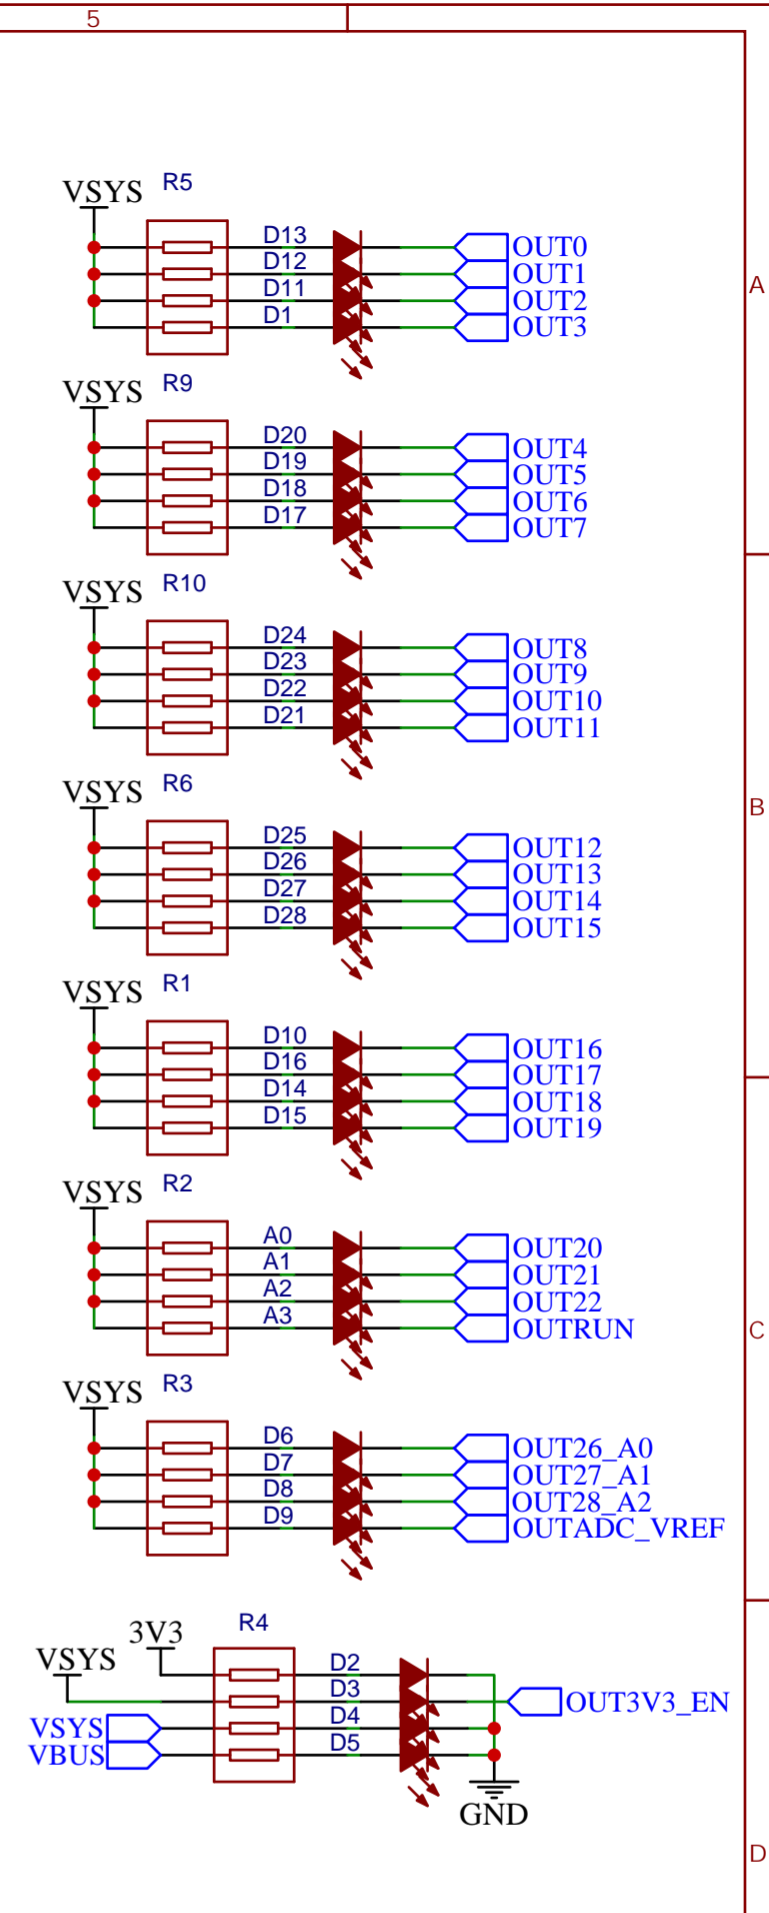 5
A
VSYS R5
D13 OUT0
D12 OUT1
D11 OUT2
D1 OUT3
VSYS R9
D20 OUT4
D19 OUT5
D18 OUT6
D17 OUT7
VSYS R10
D24 OUT8
D23 OUT9
D22 OUT10
D21 OUT11
B
VSYS R6
D25 OUT12
D26 OUT13
D27 OUT14
D28 OUT15
VSYS R1
D10 OUT16
D16 OUT17
D14 OUT18
D15 OUT19
C
VSYS R2
A0 OUT20
A1 OUT21
A2 OUT22
A3 OUTRUN
VSYS R3
D6 OUT26_A0
D7 OUT27_A1
D8 OUT28_A2
D9 OUTADC_VREF
3V3 R4
VSYS D2
D3 OUT3V3_EN
VSYS D4
VBUS D5
GND
D